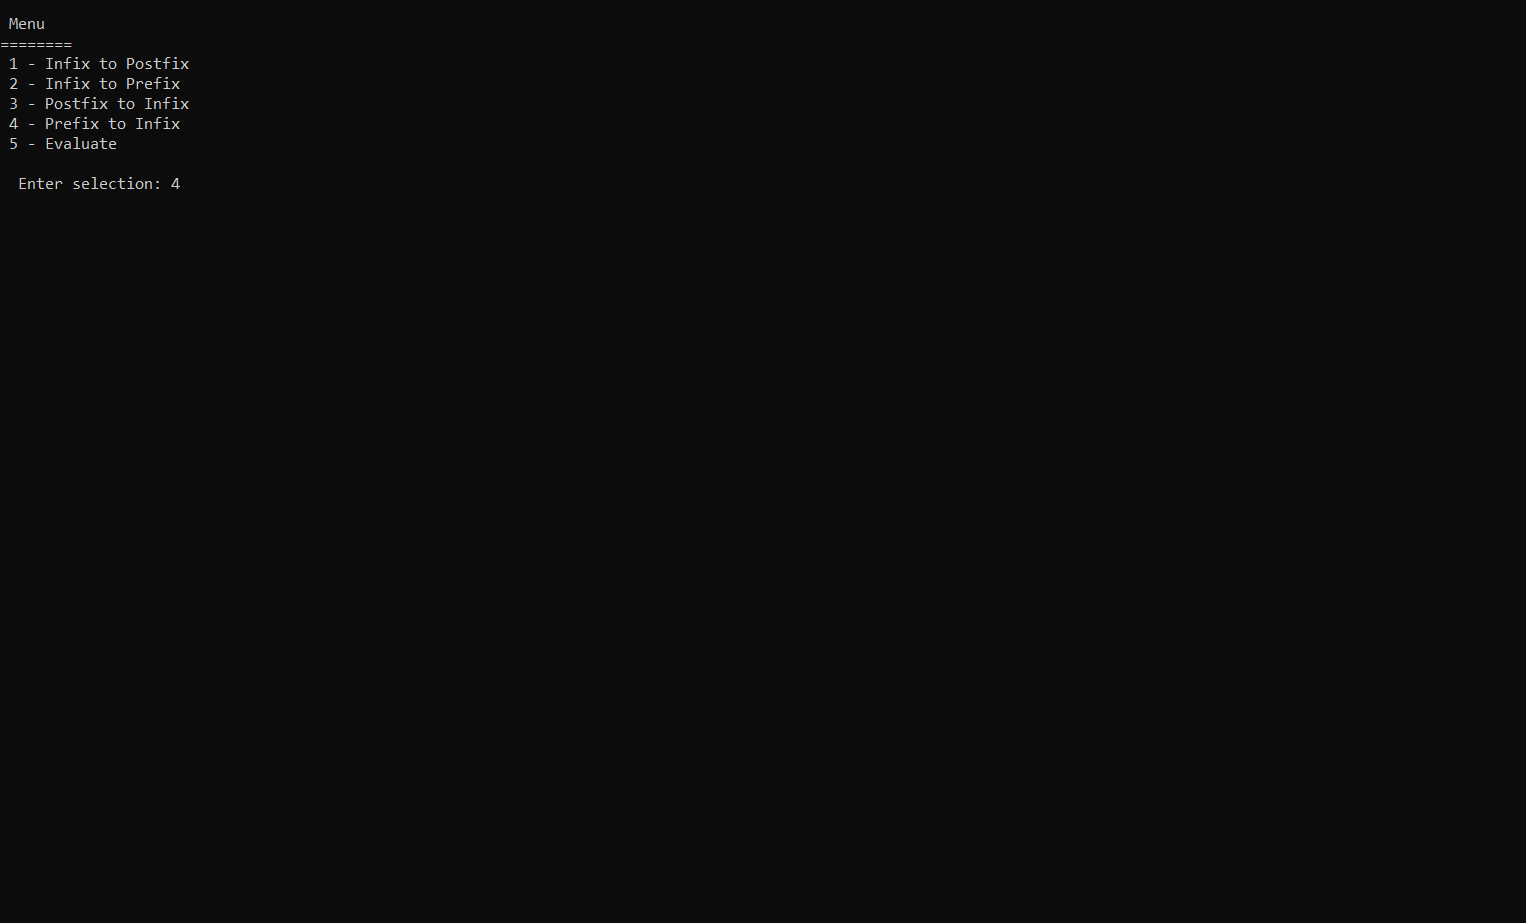 Menu
========
1 - Infix to Postfix
2 - Infix to Prefix
3 - Postfix to Infix
4 - Prefix to Infix
5 - Evaluate
Enter selection: 4